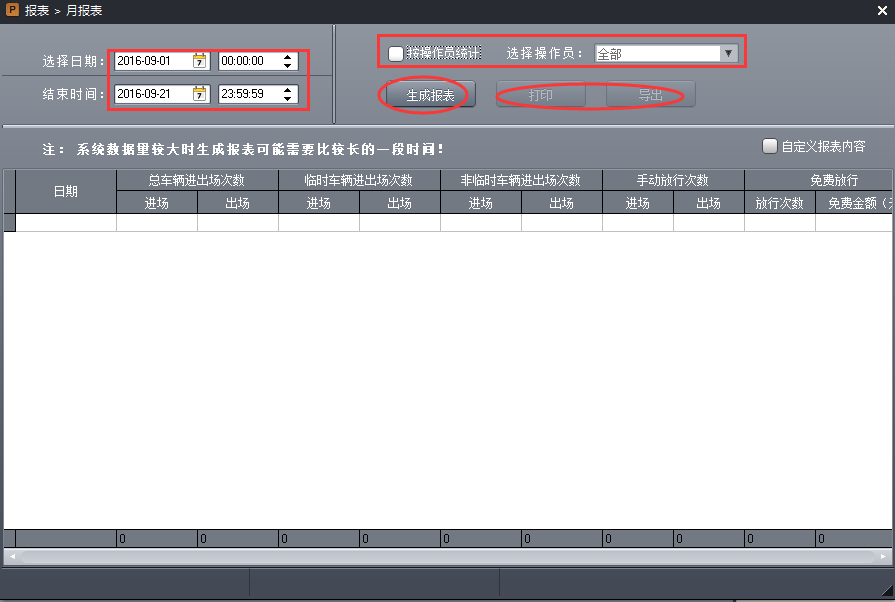 P 报表 > 月报表
选择日期： 2016-09-01 7 00:00:00
结束时间： 2016-09-21 7 23:59:59
按操作员统计 选择操作员： 全部
生成报表 打印 导出
注： 系统数据量较大时生成报表可能需要比较长的一段时间！
自定义报表内容
日期 总车辆进出场次数 临时车辆进出场次数 非临时车辆进出场次数 手动放行次数 免费放行
进场 出场 进场 出场 进场 出场 进场 出场 放行次数 免费金额（
0 0 0 0 0 0 0 0 0 0